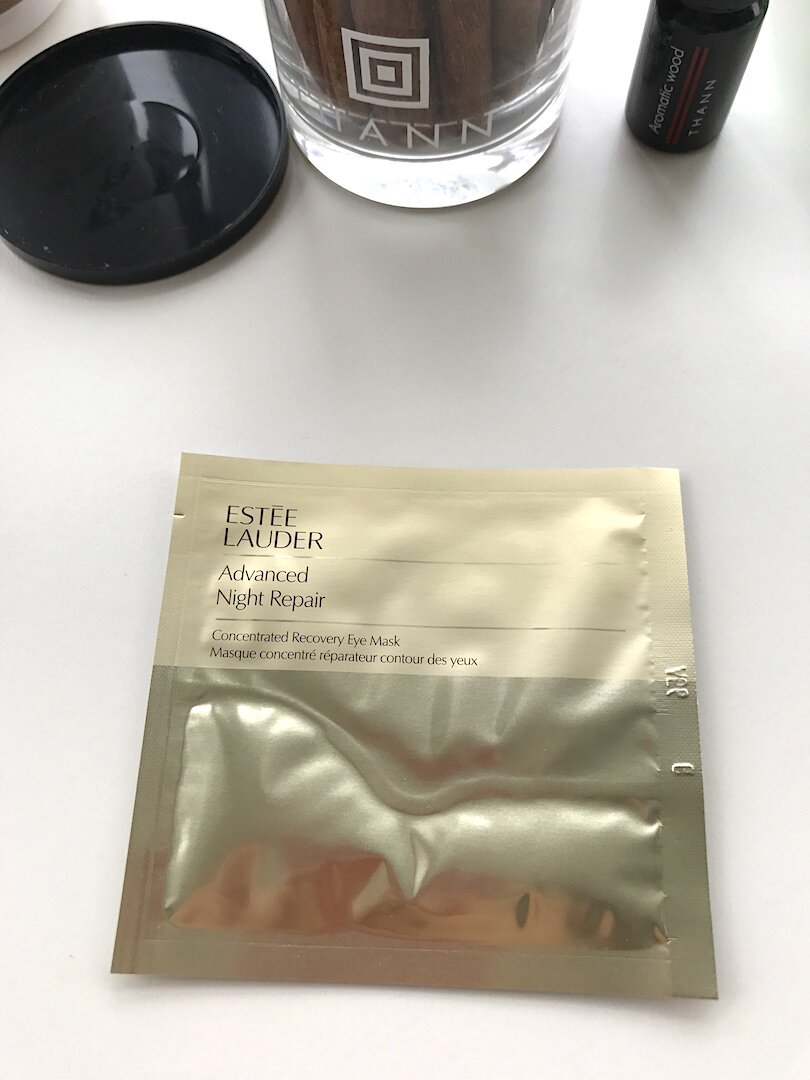 THANN
Aromatic wood
THANN
ESTĒE
LAUDER
Advanced
Night Repair
Concentrated Recovery Eye Mask
Masque concentré réparateur contour des yeux